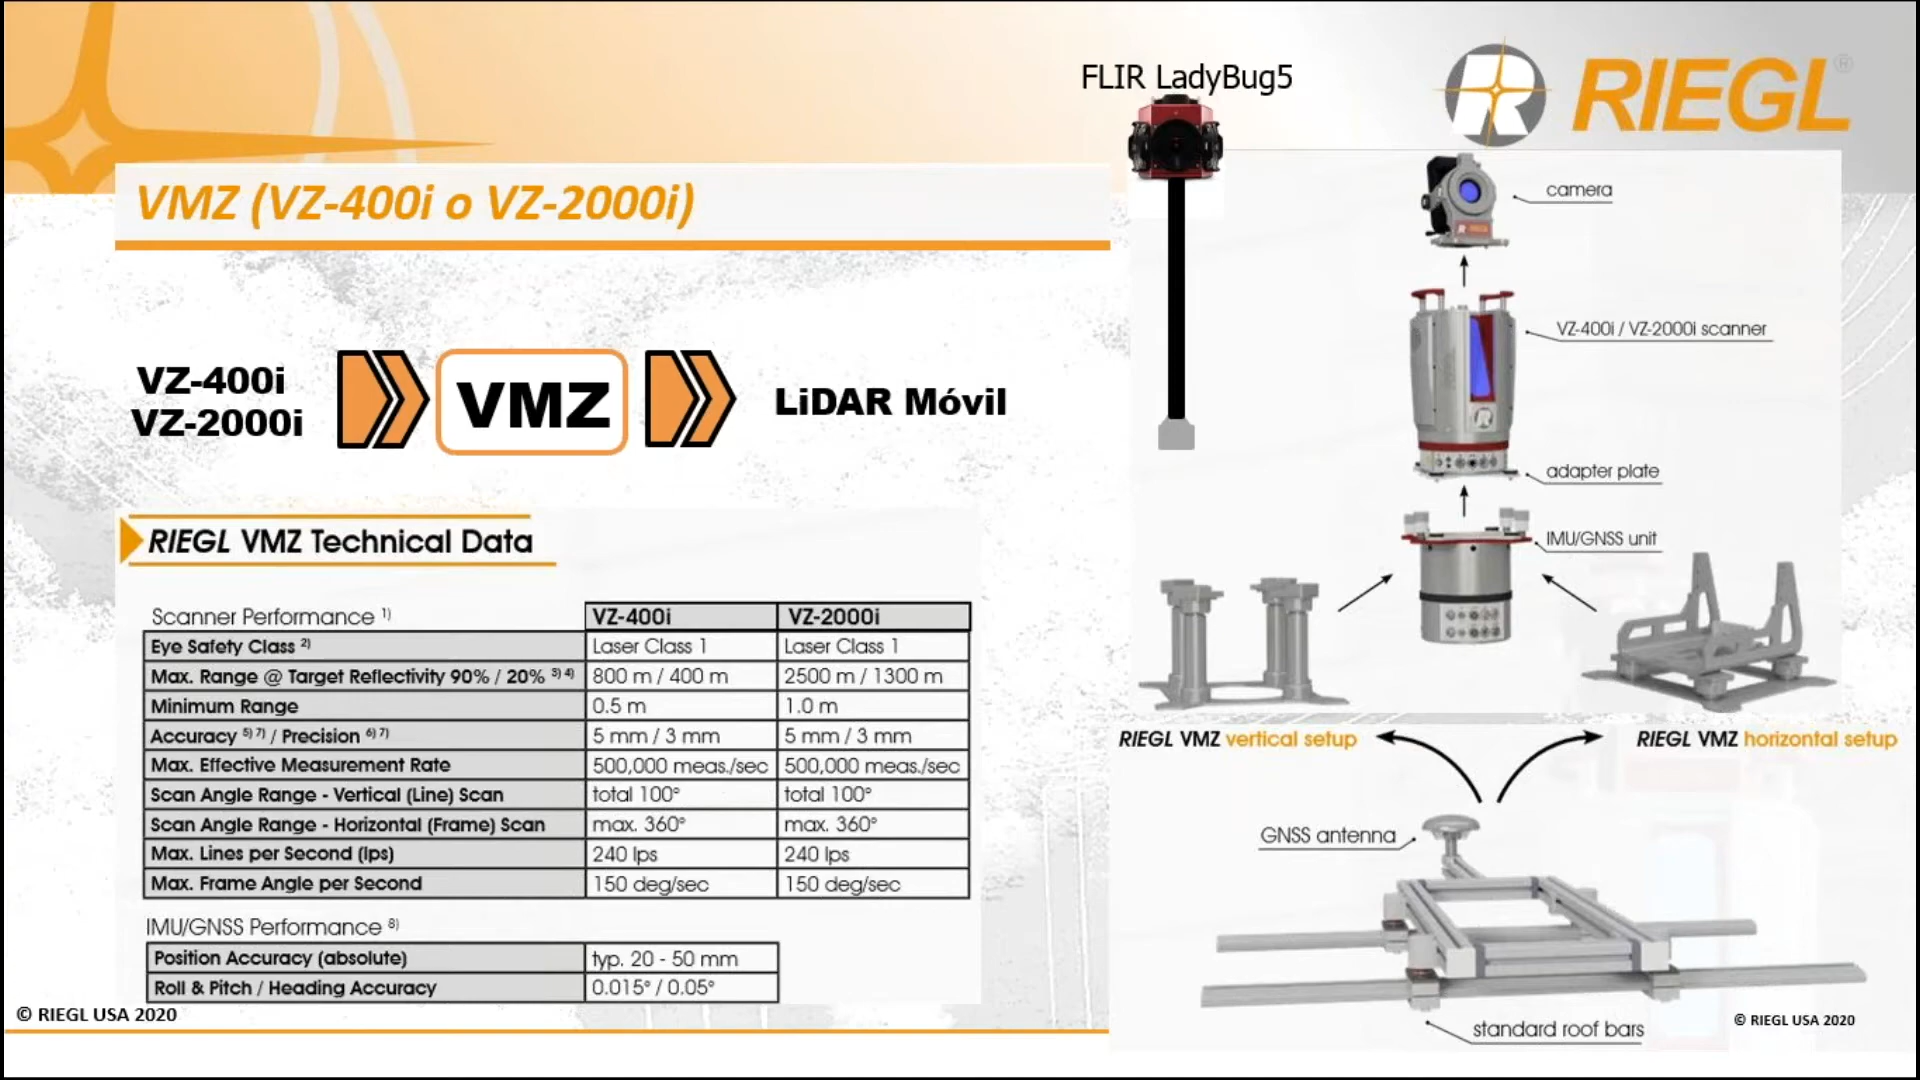 FLIR LadyBug5
RIEGL®
VMZ (VZ-400i o VZ-2000i)
camera
VZ-400i / VZ-2000i scanner
adapter plate
IMU/GNSS unit
VZ-400i
VZ-2000i
VMZ
LiDAR Móvil
RIEGL VMZ Technical Data
Scanner Performance 1) VZ-400i VZ-2000i
Eye Safety Class 2) Laser Class 1 Laser Class 1
Max. Range @ Target Reflectivity 90% / 20% 3) 4) 800 m / 400 m 2500 m / 1300 m
Minimum Range 0.5 m 1.0 m
Accuracy 5) 7) / Precision 6) 7) 5 mm / 3 mm 5 mm / 3 mm
Max. Effective Measurement Rate 500,000 meas./sec 500,000 meas./sec
Scan Angle Range - Vertical (Line) Scan total 100° total 100°
Scan Angle Range - Horizontal (Frame) Scan max. 360° max. 360°
Max. Lines per Second (lps) 240 lps 240 lps
Max. Frame Angle per Second 150 deg/sec 150 deg/sec
IMU/GNSS Performance 8)
Position Accuracy (absolute) typ. 20 - 50 mm
Roll & Pitch / Heading Accuracy 0.015° / 0.05°
RIEGL VMZ vertical setup
RIEGL VMZ horizontal setup
GNSS antenna
standard roof bars
© RIEGL USA 2020
© RIEGL USA 2020